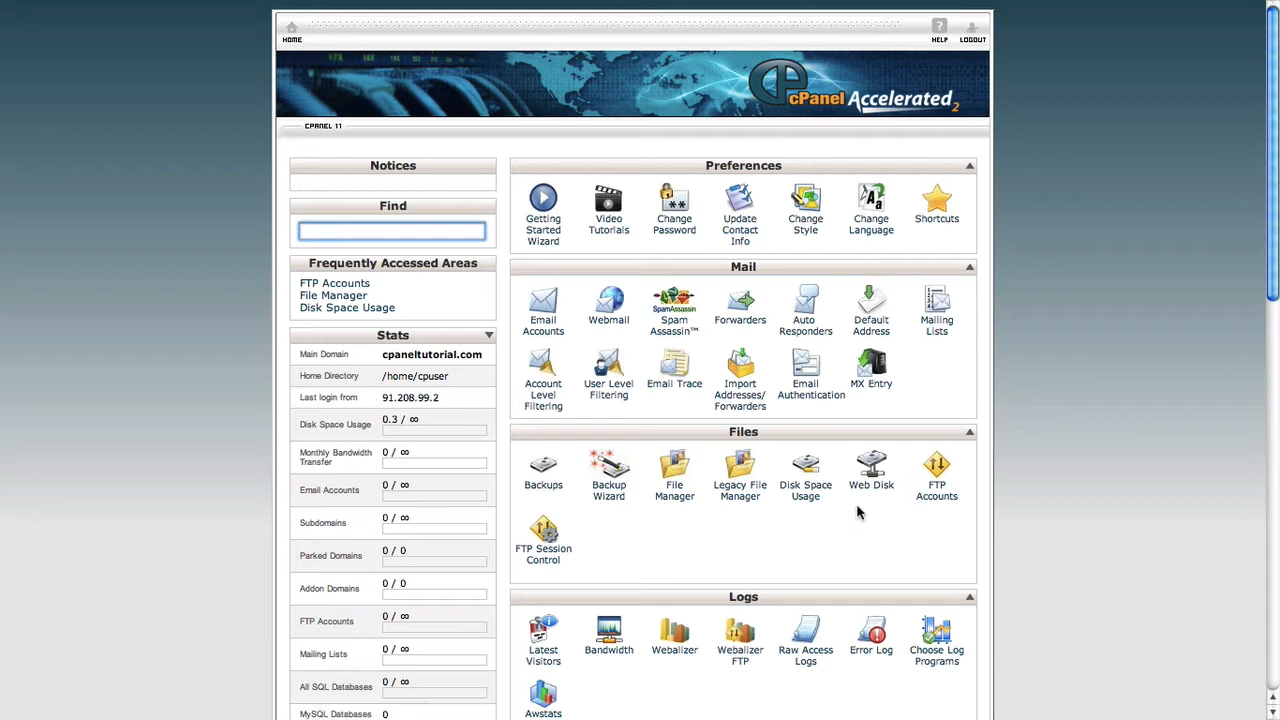 HOME
HELP
LOGOUT
cPanel Accelerated 2
CPANEL 11
Notices
Find
Frequently Accessed Areas
FTP Accounts
File Manager
Disk Space Usage
Stats
Main Domain cpaneltutorial.com
Home Directory /home/cpuser
Last login from 91.208.99.2
Disk Space Usage 0.3 / ∞
Monthly Bandwidth
Transfer
0 / ∞
Email Accounts 0 / ∞
Subdomains 0 / ∞
Parked Domains 0 / 0
Addon Domains 0 / 0
FTP Accounts 0 / ∞
Mailing Lists 0 / ∞
All SQL Databases 0 / ∞
MySQL Databases 0
Preferences
Getting
Started
Wizard
Video
Tutorials
Change
Password
Update
Contact
Info
Change
Style
Change
Language
Shortcuts
Mail
Email
Accounts
Webmail
SpamAssassin
Spam
Assassin™
Forwarders
Auto
Responders
Default
Address
Mailing
Lists
Account
Level
Filtering
User Level
Filtering
Email Trace
Import
Addresses/
Forwarders
Email
Authentication
MX Entry
Files
Backups
Backup
Wizard
File
Manager
Legacy File
Manager
Disk Space
Usage
Web Disk
FTP
Accounts
FTP Session
Control
Logs
Latest
Visitors
Bandwidth
Webalizer
Webalizer
FTP
Raw Access
Logs
Error Log
Choose Log
Programs
Awstats